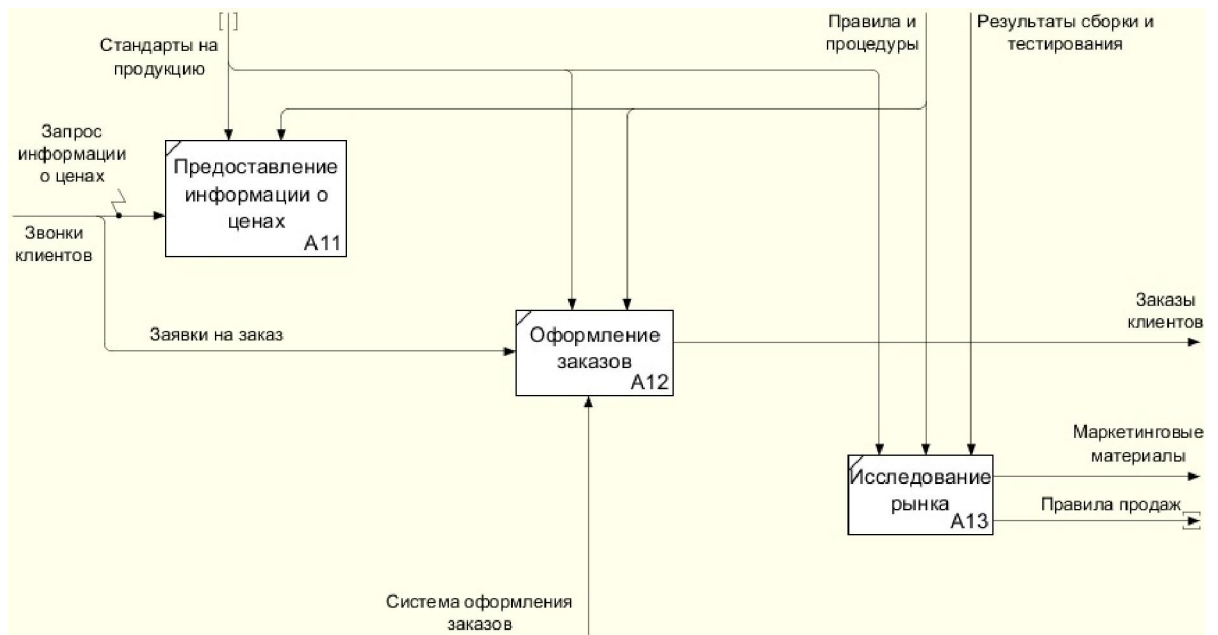 Стандарты на
продукцию
Правила и
процедуры
Результаты сборки и
тестирования
Запрос
информации
о ценах
Предоставление
информации о
ценах
A11
Звонки
клиентов
Заявки на заказ
Оформление
заказов
A12
Заказы
клиентов
Маркетинговые
материалы
Исследование
рынка
A13
Правила продаж
Система оформления
заказов